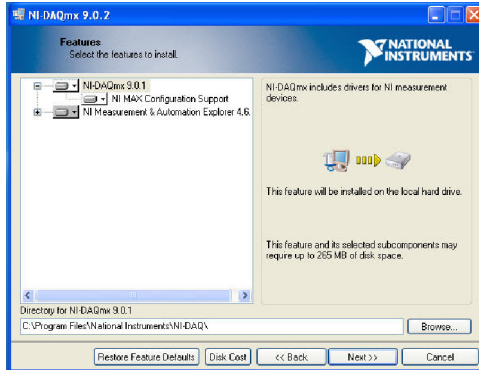 NI-DAQmx 9.0.2
Features
Select the features to install.
NATIONAL
INSTRUMENTS
NI-DAQmx 9.0.1
NI MAX Configuration Support
NI Measurement & Automation Explorer 4.6.
NI-DAQmx includes drivers for NI measurement
devices.
This feature will be installed on the local hard drive.
This feature and its selected subcomponents may
require up to 265 MB of disk space.
Directory for NI-DAQmx 9.0.1
C:\Program Files\National Instruments\NI-DAQ\
Browse...
Restore Feature Defaults
Disk Cost
<< Back
Next >>
Cancel